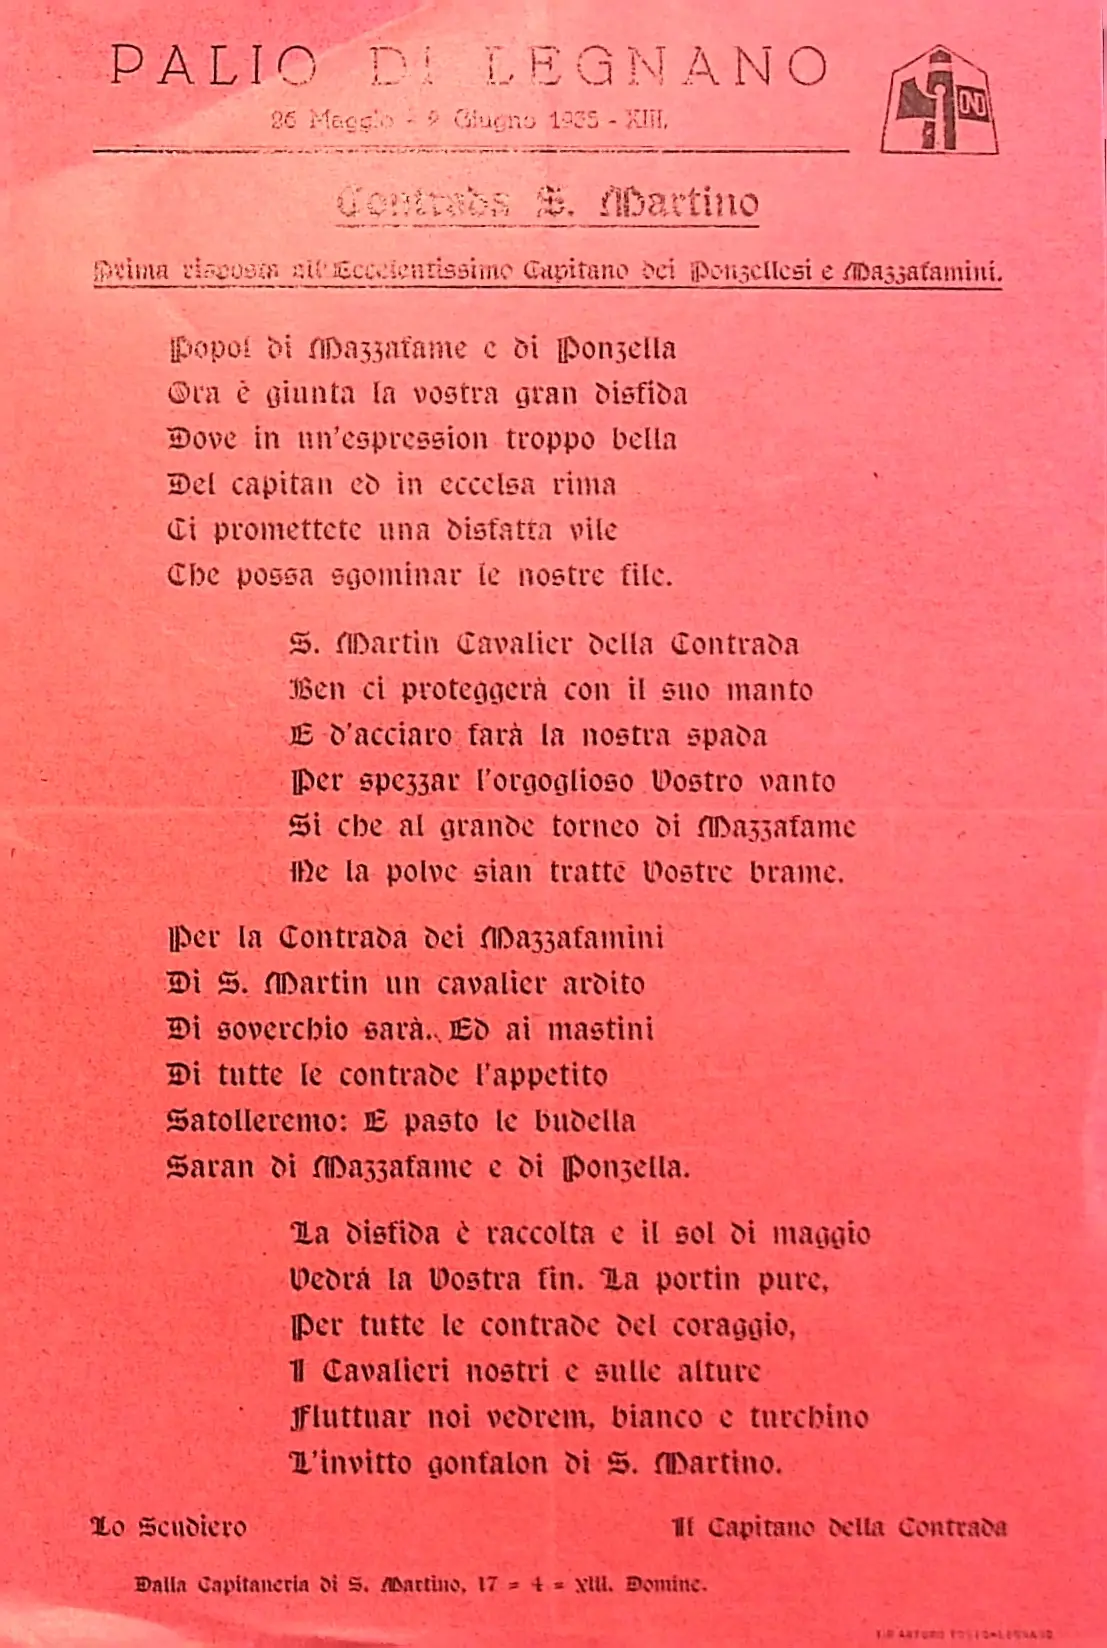 PALIO DI LEGNANO
26 Maggio - 2 Giugno 1935 - XIII.
OND
Contrada S. Martino
Prima risposta all'Eccelentissimo Capitano dei Ponzellesi e Mazzafamini.
Popol di Mazzafame e di Ponzella
Ora è giunta la vostra gran disfida
Dove in un'espression troppo bella
Del capitan ed in eccelsa rima
Ci promettete una disfatta vile
Che possa sgominar le nostre file.
S. Martin Cavalier della Contrada
Ben ci proteggerà con il suo manto
E d'acciaro farà la nostra spada
Per spezzar l'orgoglioso Vostro vanto
Si che al grande torneo di Mazzafame
Ne la polve sian tratte Vostre brame.
Per la Contrada dei Mazzafamini
Di S. Martin un cavalier ardito
Di soverchio sarà.. Ed ai mastini
Di tutte le contrade l'appetito
Satolleremo: E pasto le budella
Saran di Mazzafame e di Ponzella.
La disfida è raccolta e il sol di maggio
Vedrá la Vostra fin. La portin pure,
Per tutte le contrade del coraggio,
I Cavalieri nostri e sulle alture
Fluttuar noi vedrem, bianco e turchino
L'invitto gonfalon di S. Martino.
Lo Scudiero
Il Capitano della Contrada
Dalla Capitaneria di S. Martino, 17 = 4 = XIII. Domine.
TIP. ARTURO LEGNANO